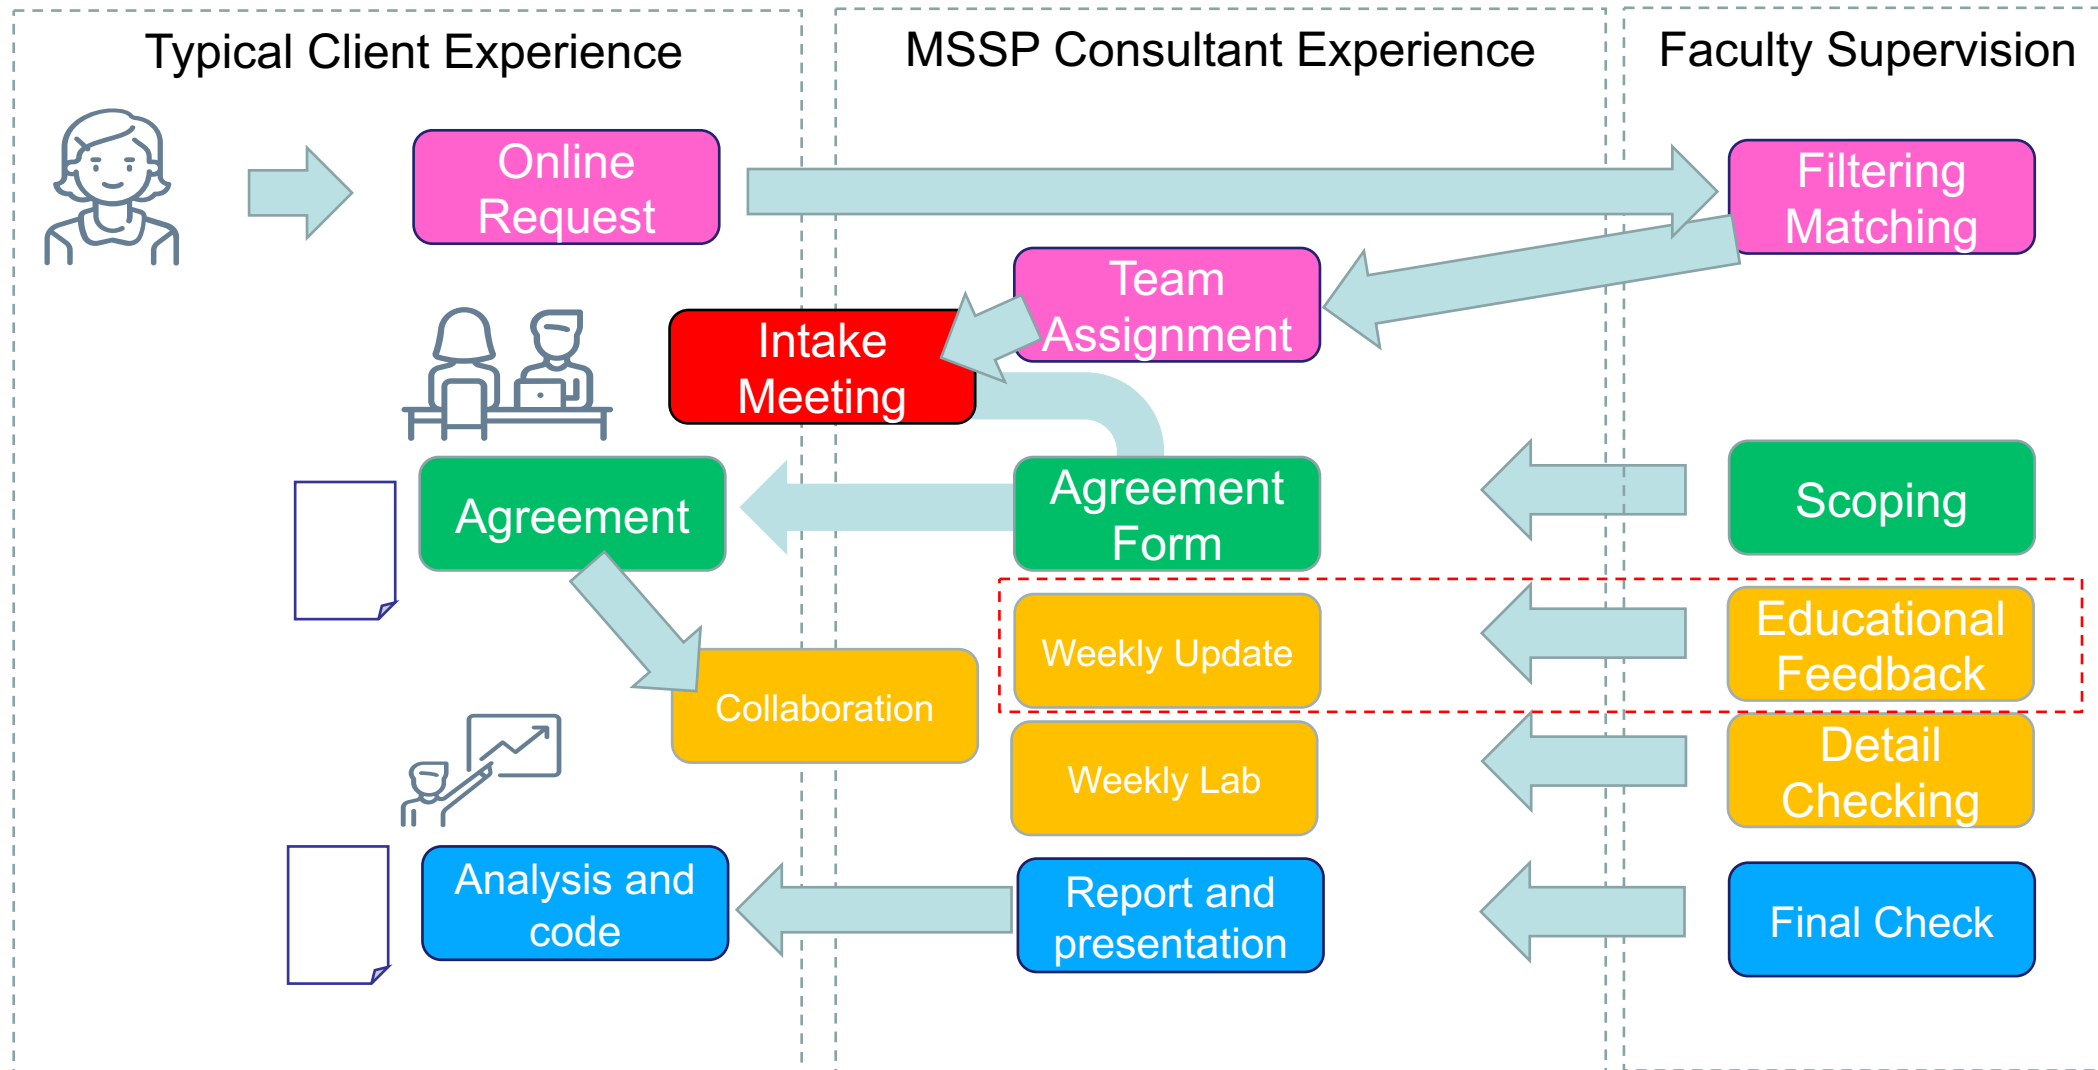 Typical Client Experience
MSSP Consultant Experience
Faculty Supervision
Online
Request
Filtering
Matching
Team
Assignment
Intake
Meeting
Agreement
Agreement
Form
Scoping
Weekly Update
Educational
Feedback
Collaboration
Weekly Lab
Detail
Checking
Analysis and
code
Report and
presentation
Final Check